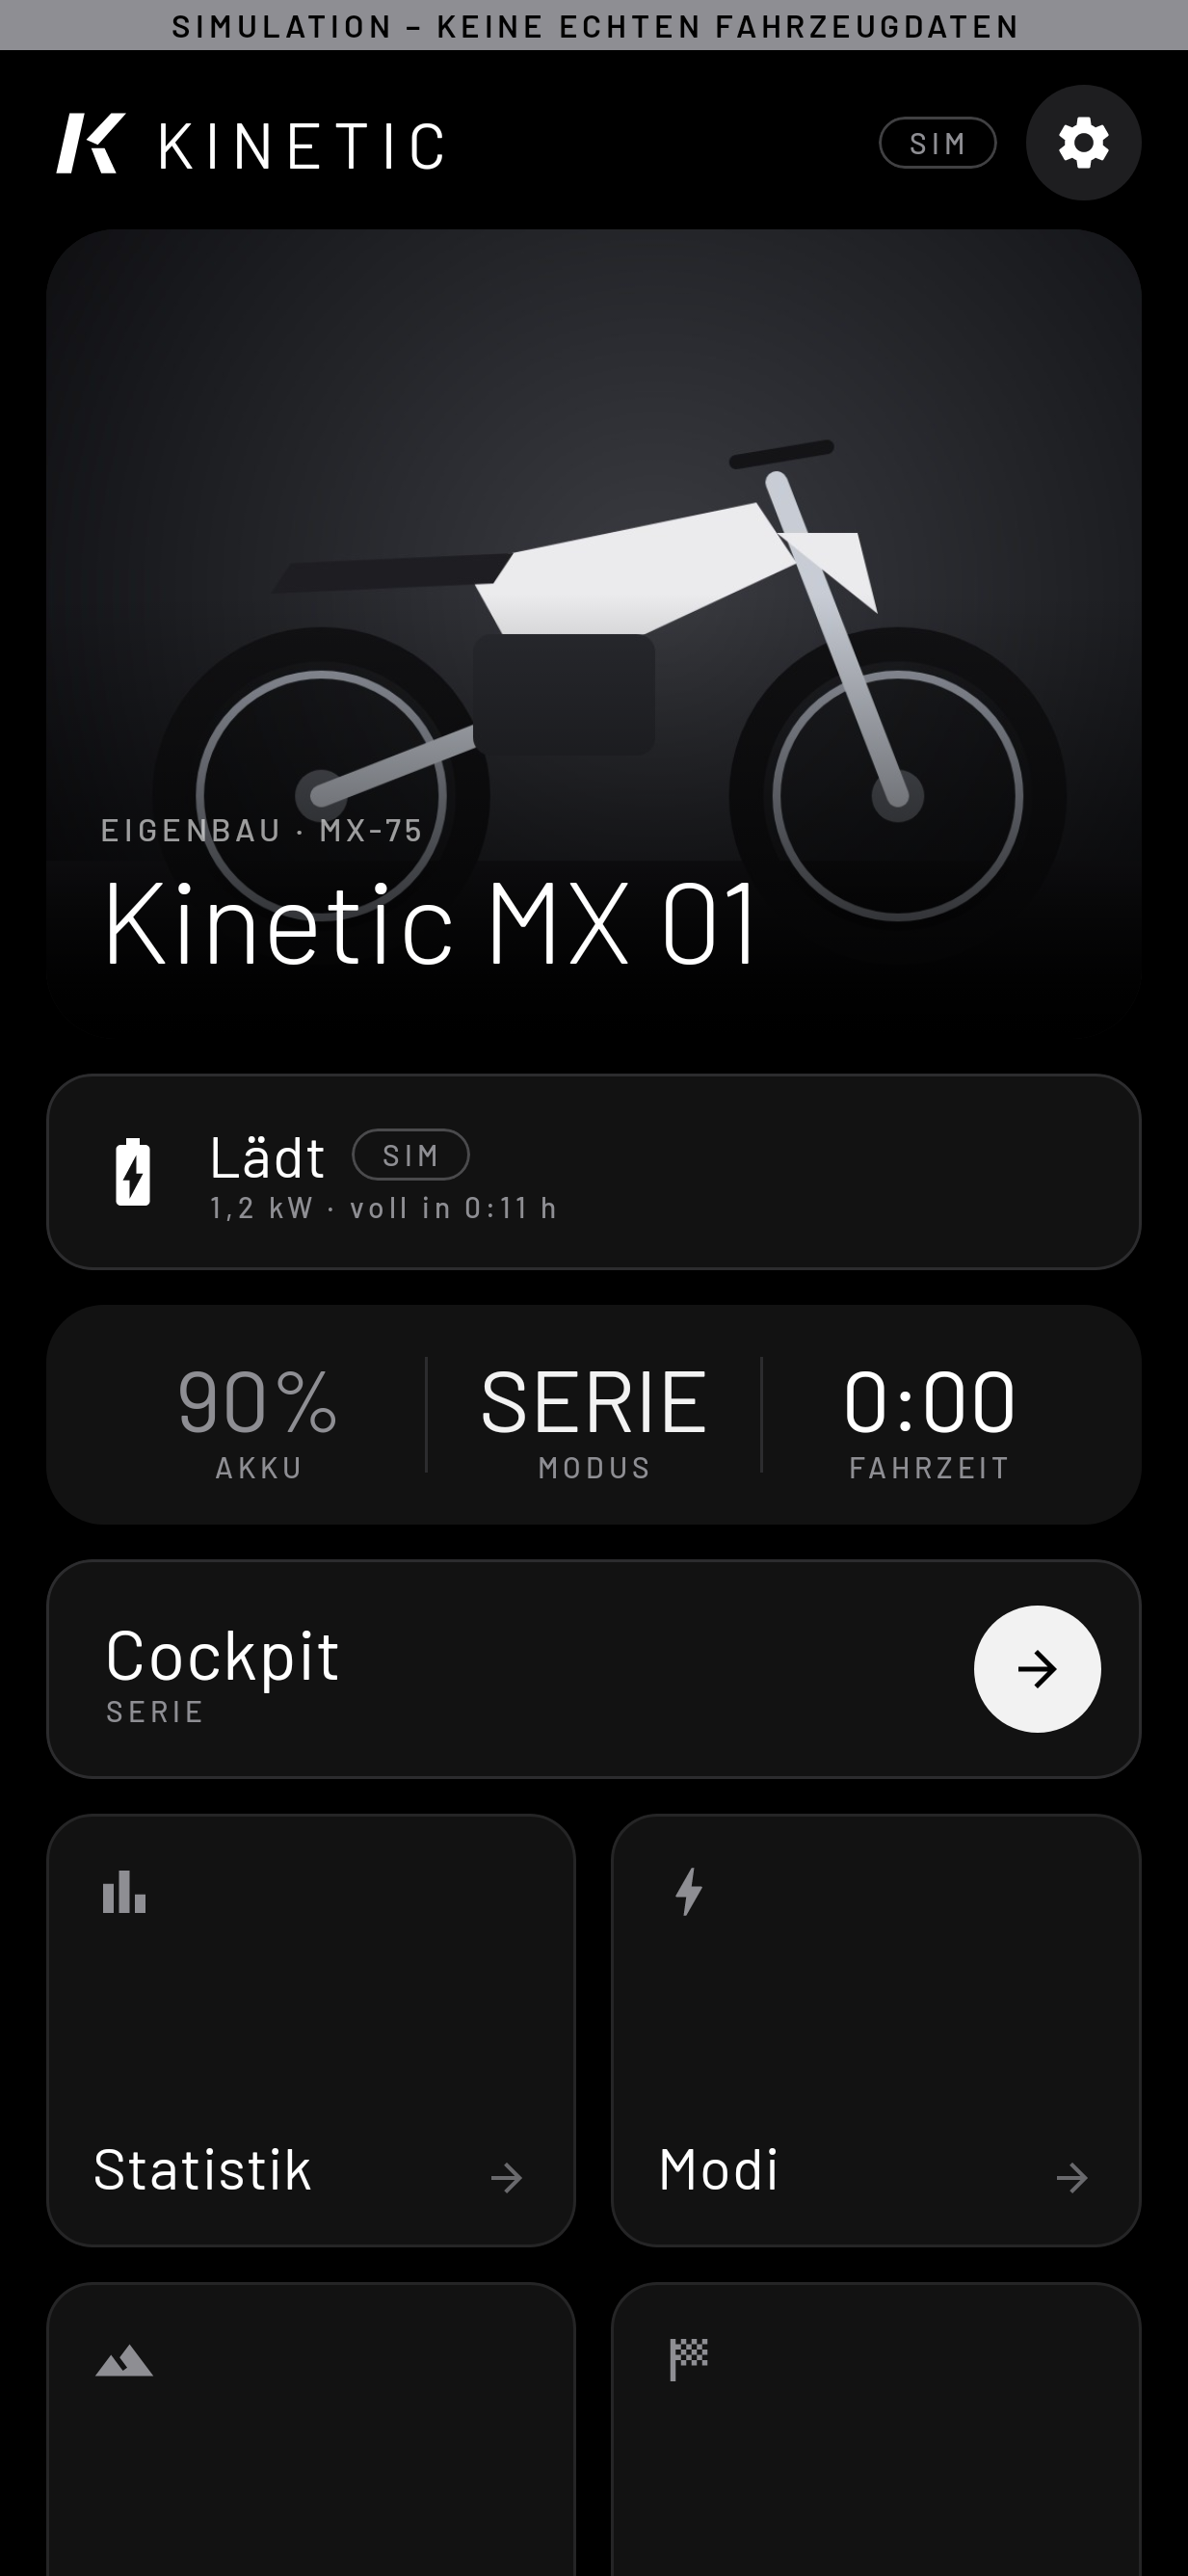 SIMULATION – KEINE ECHTEN FAHRZEUGDATEN
KINETIC
SIM
EIGENBAU · MX-75
Kinetic MX 01
Lädt SIM
1,2 kW · voll in 0:11 h
90% SERIE 0:00
AKKU MODUS FAHRZEIT
Cockpit
SERIE
Statistik
Modi